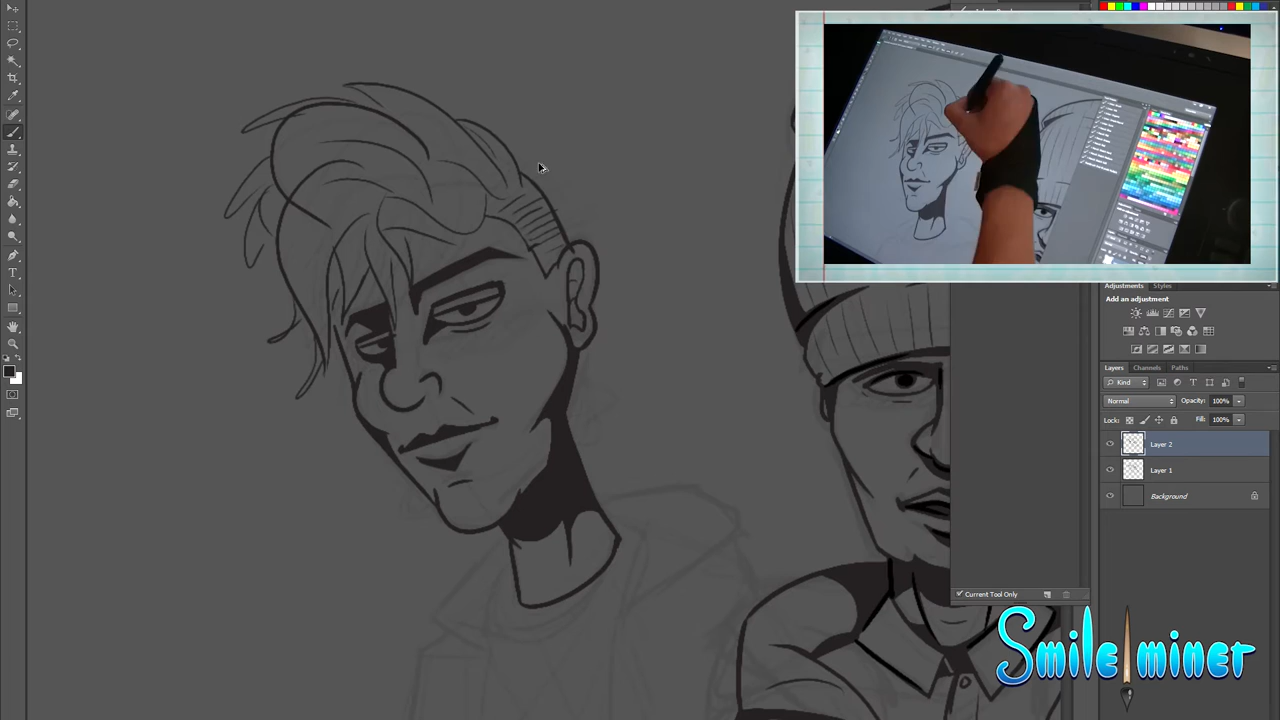 Adjustments Styles
Add an adjustment
Layers Channels Paths
Kind
Normal Opacity: 100%
Lock: Fill: 100%
Layer 2
Layer 1
Background
Current Tool Only
Smile miner